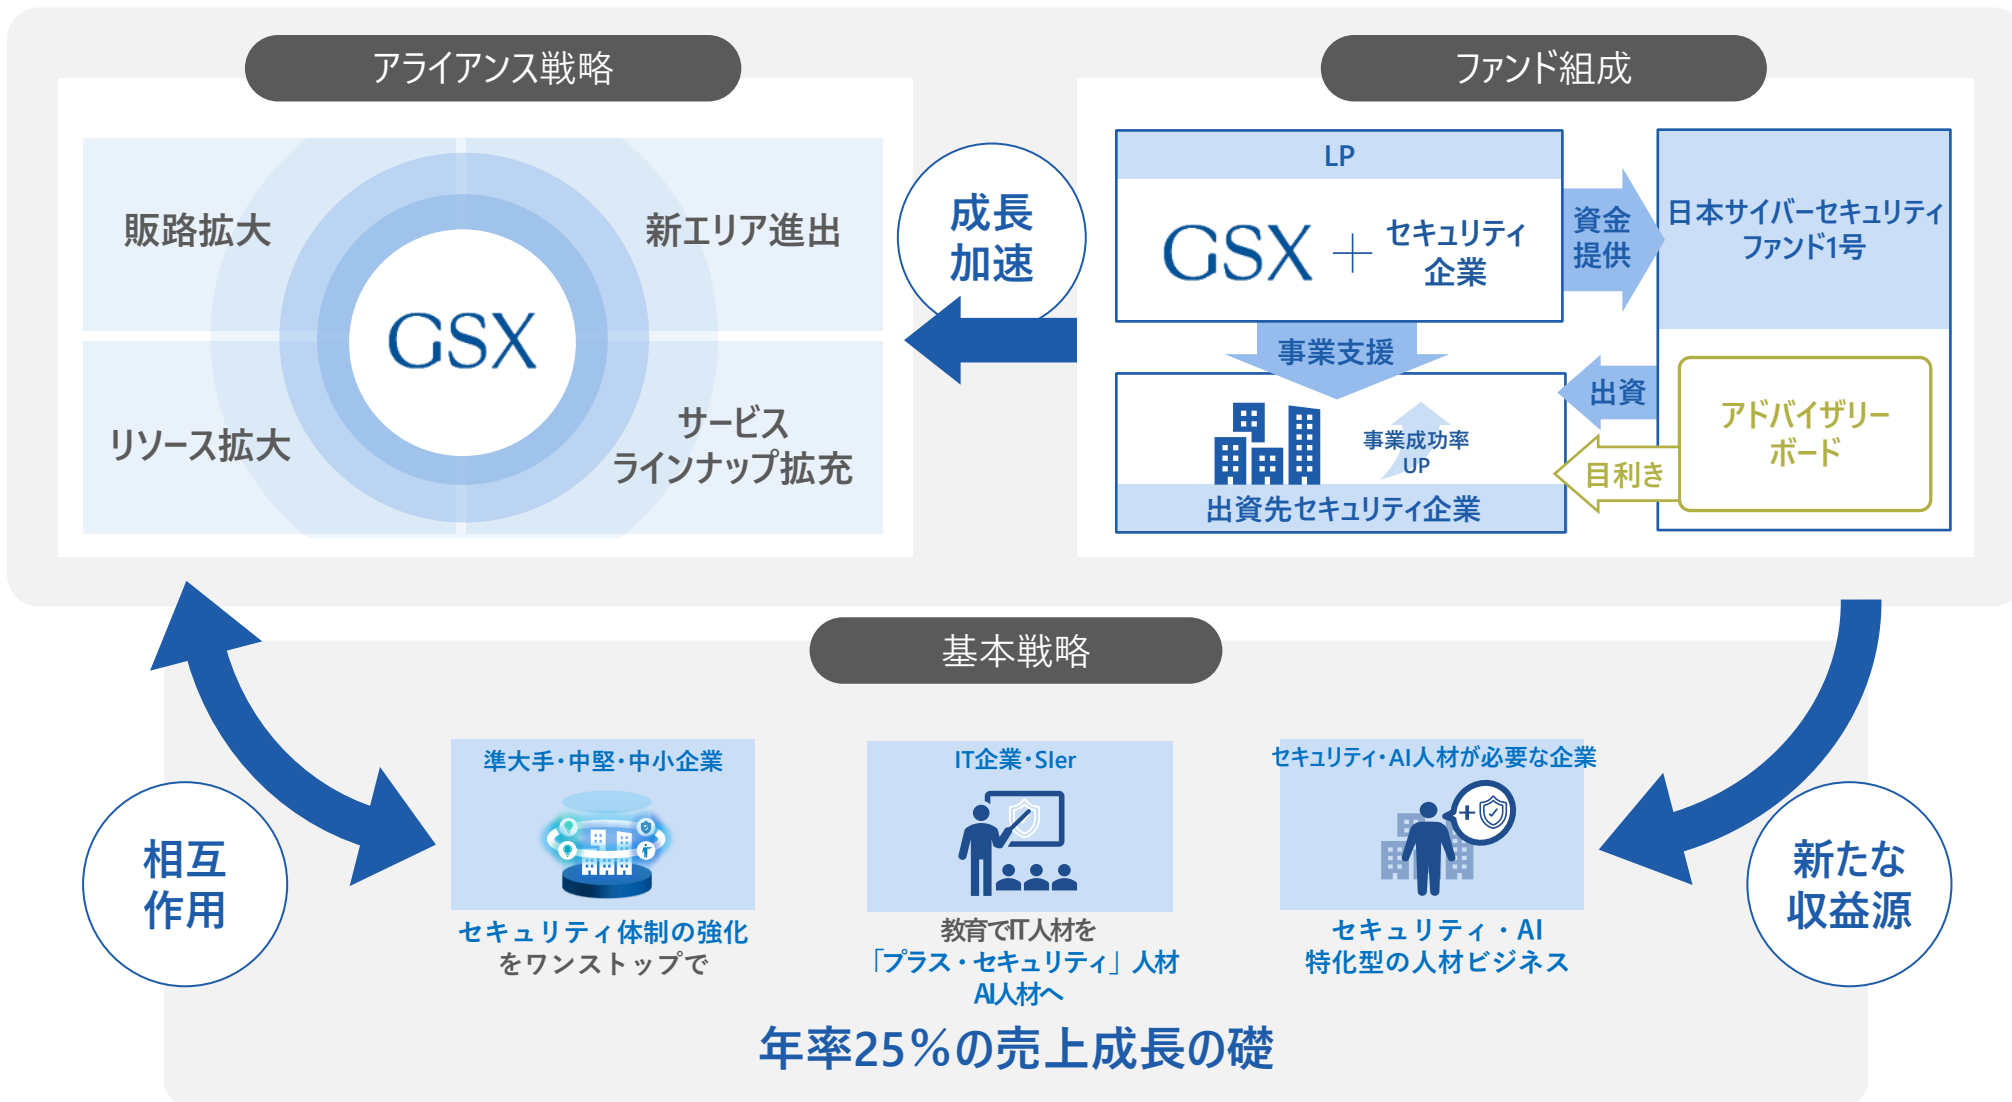 アライアンス戦略
販路拡大
新エリア進出
GSX
リソース拡大
サービス
ラインナップ拡充
成長
加速
ファンド組成
LP
GSX＋セキュリティ
企業
資金
提供
日本サイバーセキュリティ
ファンド1号
事業支援
出資
事業成功率
UP
目利き
アドバイザリー
ボード
出資先セキュリティ企業
基本戦略
相互
作用
準大手・中堅・中小企業
セキュリティ体制の強化
をワンストップで
IT企業・SIer
教育でIT人材を
「プラス・セキュリティ」人材
AI人材へ
セキュリティ・AI人材が必要な企業
セキュリティ・AI
特化型の人材ビジネス
新たな
収益源
年率25％の売上成長の礎